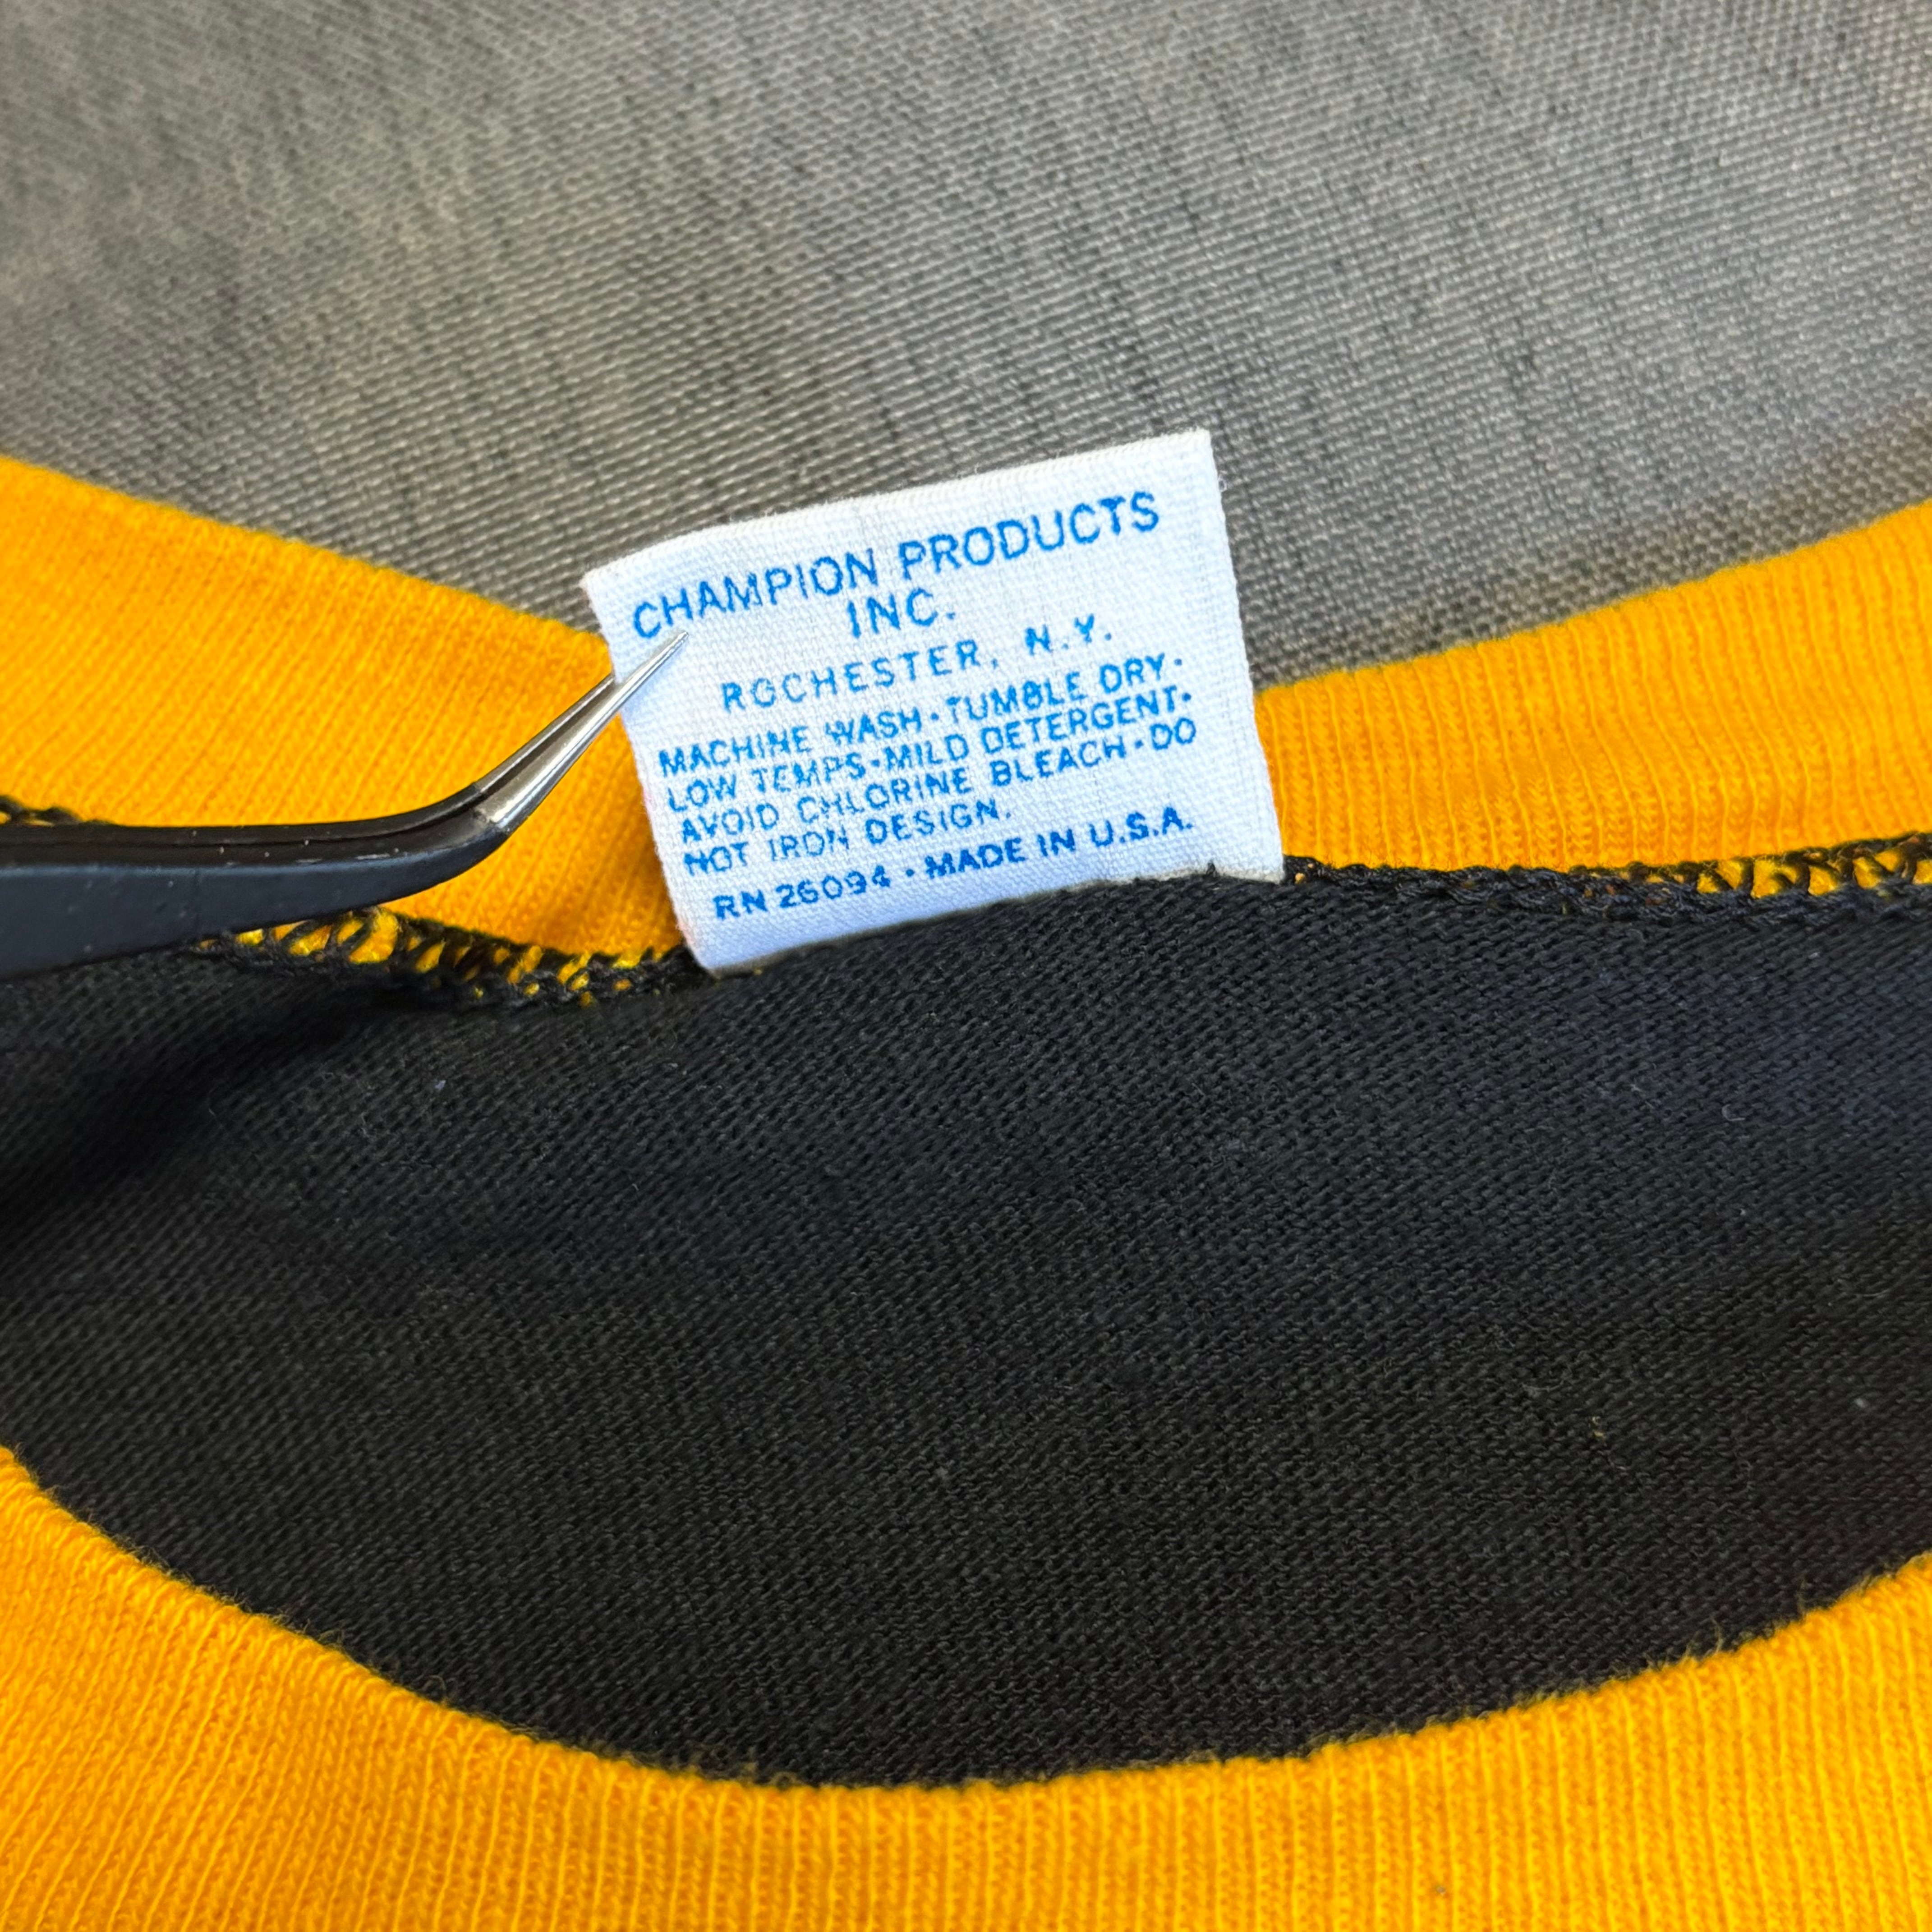 CHAMPION PRODUCTS
INC.
ROCHESTER, N.Y.
MACHINE WASH·TUMBLE DRY·
LOW TEMPS·MILD DETERGENT·
AVOID CHLORINE BLEACH·DO
NOT IRON DESIGN.
RN 26094·MADE IN U.S.A.